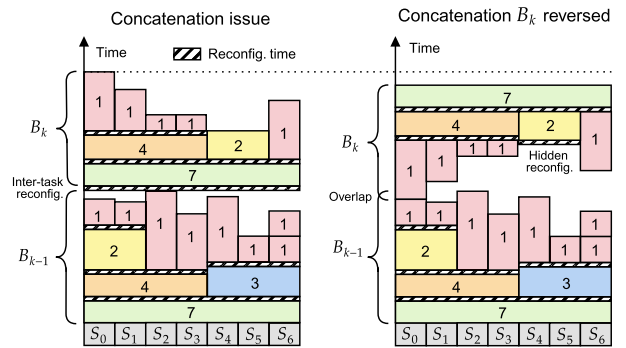 Concatenation issue
Time
Reconfig. time
1
1
1
1
1
4
2
7
B_k
Inter-task
reconfig.
B_{k-1}
1
1
1
1
1
1
1
1
2
4
3
7
S_0 S_1 S_2 S_3 S_4 S_5 S_6
Concatenation B_k reversed
Time
7
4
2
1
1
1
1
1
Hidden
reconfig.
B_k
Overlap
B_{k-1}
1
1
1
1
1
1
1
1
2
4
3
7
S_0 S_1 S_2 S_3 S_4 S_5 S_6